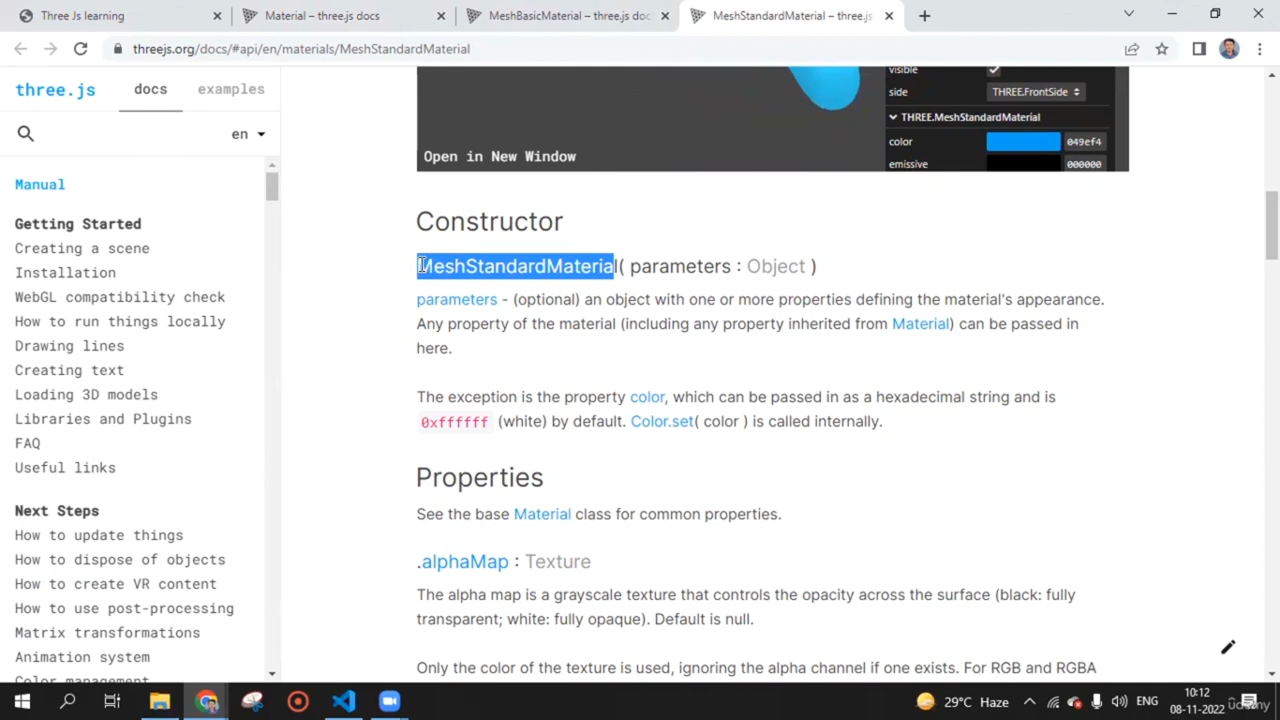 Three Js learning
Material – three.js docs
MeshBasicMaterial – three.js doc
MeshStandardMaterial – three.js
threejs.org/docs/#api/en/materials/MeshStandardMaterial
three.js
docs
examples
en
Manual
Getting Started
Creating a scene
Installation
WebGL compatibility check
How to run things locally
Drawing lines
Creating text
Loading 3D models
Libraries and Plugins
FAQ
Useful links
Next Steps
How to update things
How to dispose of objects
How to create VR content
How to use post-processing
Matrix transformations
Animation system
Color management
visible
side THREE.FrontSide
THREE.MeshStandardMaterial
color 049ef4
emissive 000000
Open in New Window
Constructor
MeshStandardMaterial( parameters : Object )
parameters - (optional) an object with one or more properties defining the material's appearance.
Any property of the material (including any property inherited from Material) can be passed in
here.
The exception is the property color, which can be passed in as a hexadecimal string and is
0xffffff (white) by default. Color.set( color ) is called internally.
Properties
See the base Material class for common properties.
.alphaMap : Texture
The alpha map is a grayscale texture that controls the opacity across the surface (black: fully
transparent; white: fully opaque). Default is null.
Only the color of the texture is used, ignoring the alpha channel if one exists. For RGB and RGBA
29°C Haze
ENG
10:12
08-11-2022
udemy